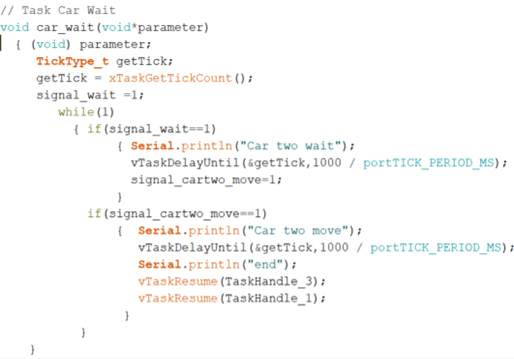 // Task Car Wait
void car_wait(void*parameter)
{ (void) parameter;
TickType_t getTick;
getTick = xTaskGetTickCount();
signal_wait =1;
while(1)
{ if(signal_wait==1)
{ Serial.println("Car two wait");
vTaskDelayUntil(&getTick,1000 / portTICK_PERIOD_MS);
signal_cartwo_move=1;
}
if(signal_cartwo_move==1)
{ Serial.println("Car two move");
vTaskDelayUntil(&getTick,1000 / portTICK_PERIOD_MS);
Serial.println("end");
vTaskResume(TaskHandle_3);
vTaskResume(TaskHandle_1);
}
}
}